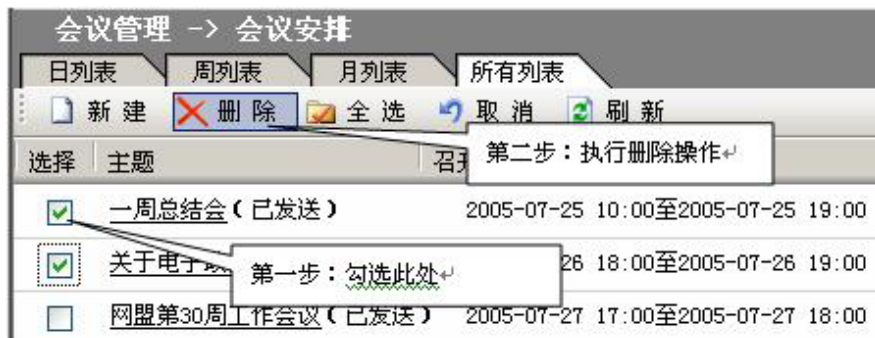 会议管理 -> 会议安排
日列表 周列表 月列表 所有列表
新 建 删 除 全 选 取 消 刷 新
第二步：执行删除操作
选择 主题
一周总结会(已发送) 2005-07-25 10:00至2005-07-25 19:00
关于电子
26 18:00至2005-07-26 19:00
第一步：勾选此处
网盟第30周工作会议(已发送) 2005-07-27 17:00至2005-07-27 18:00